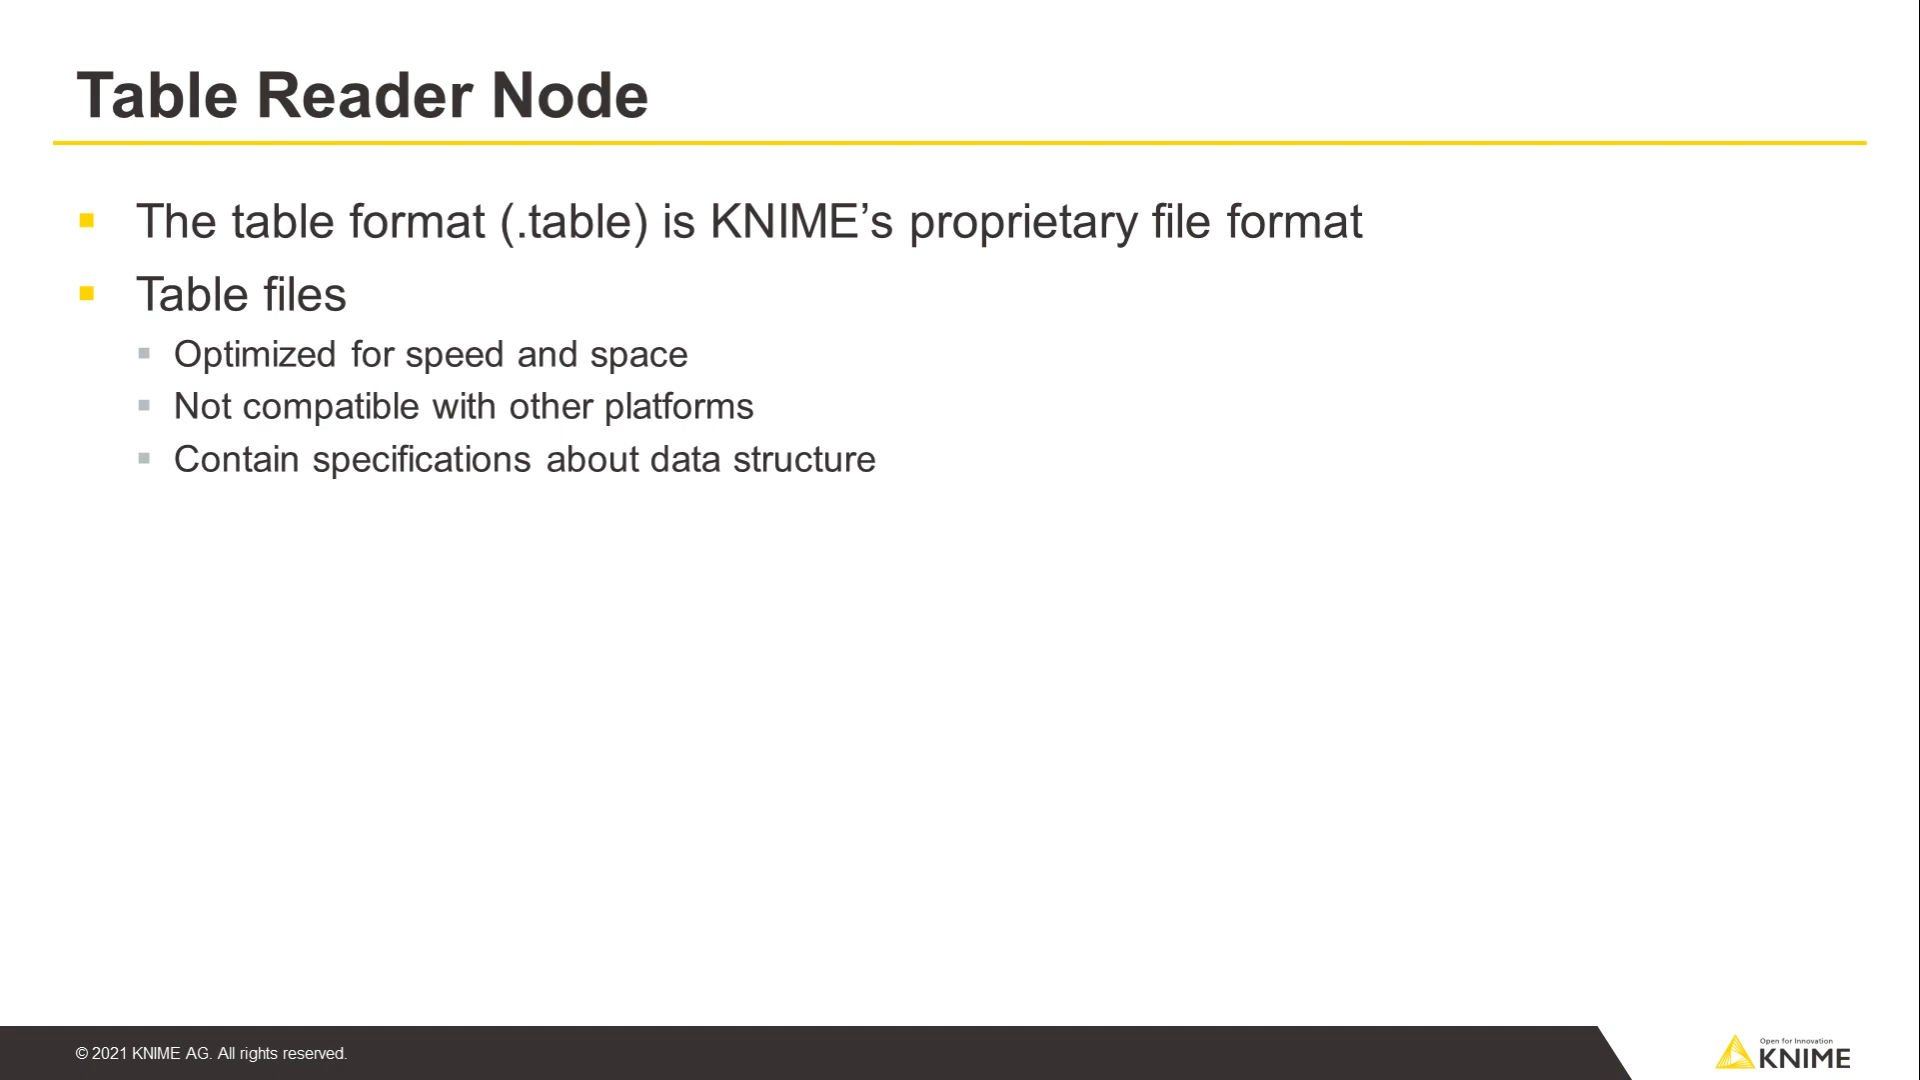 Table Reader Node
The table format (.table) is KNIME’s proprietary file format
Table files
Optimized for speed and space
Not compatible with other platforms
Contain specifications about data structure
© 2021 KNIME AG. All rights reserved.
Open for Innovation
KNIME